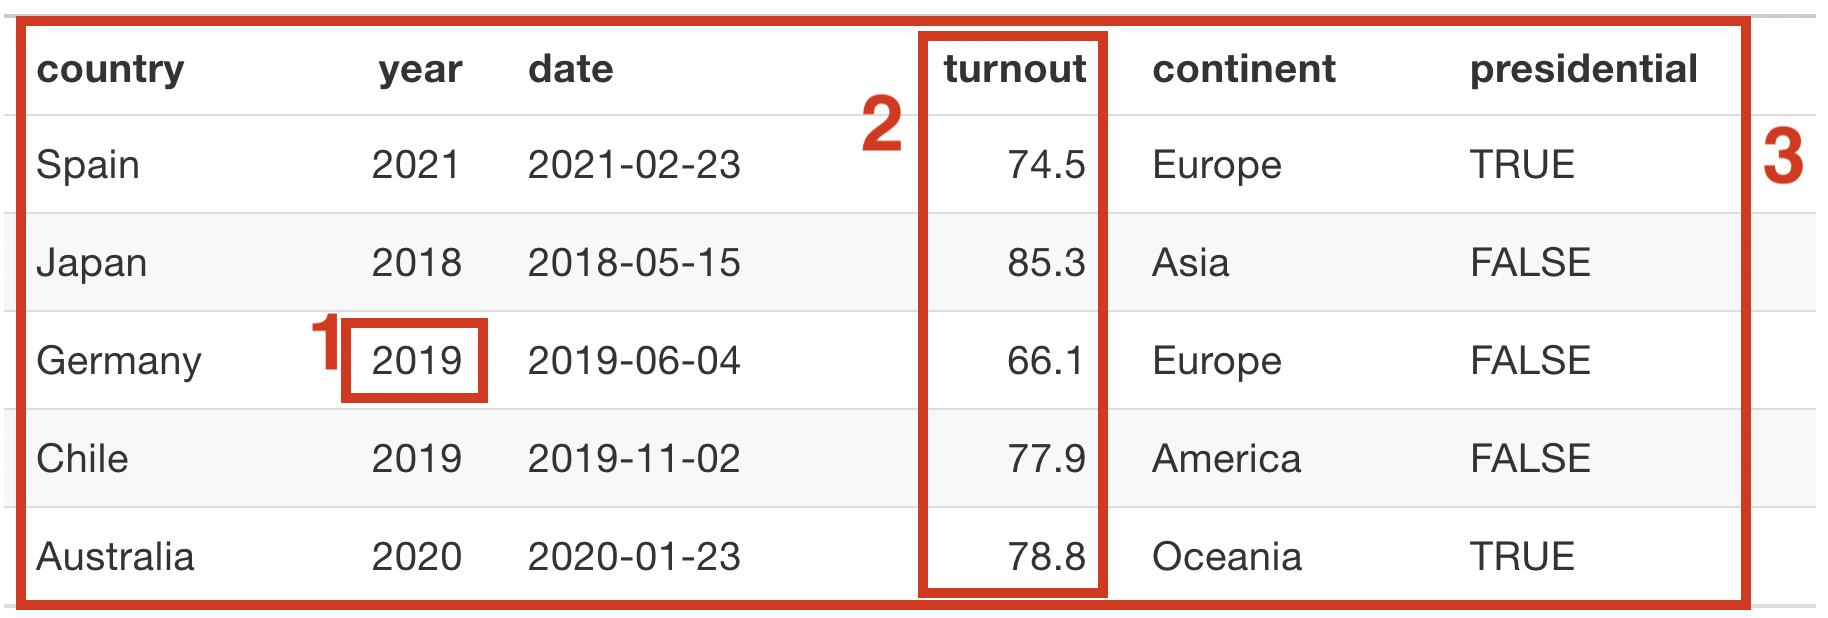 country year date turnout continent presidential
2 3
Spain 2021 2021-02-23 74.5 Europe TRUE
Japan 2018 2018-05-15 85.3 Asia FALSE
1
Germany 2019 2019-06-04 66.1 Europe FALSE
Chile 2019 2019-11-02 77.9 America FALSE
Australia 2020 2020-01-23 78.8 Oceania TRUE